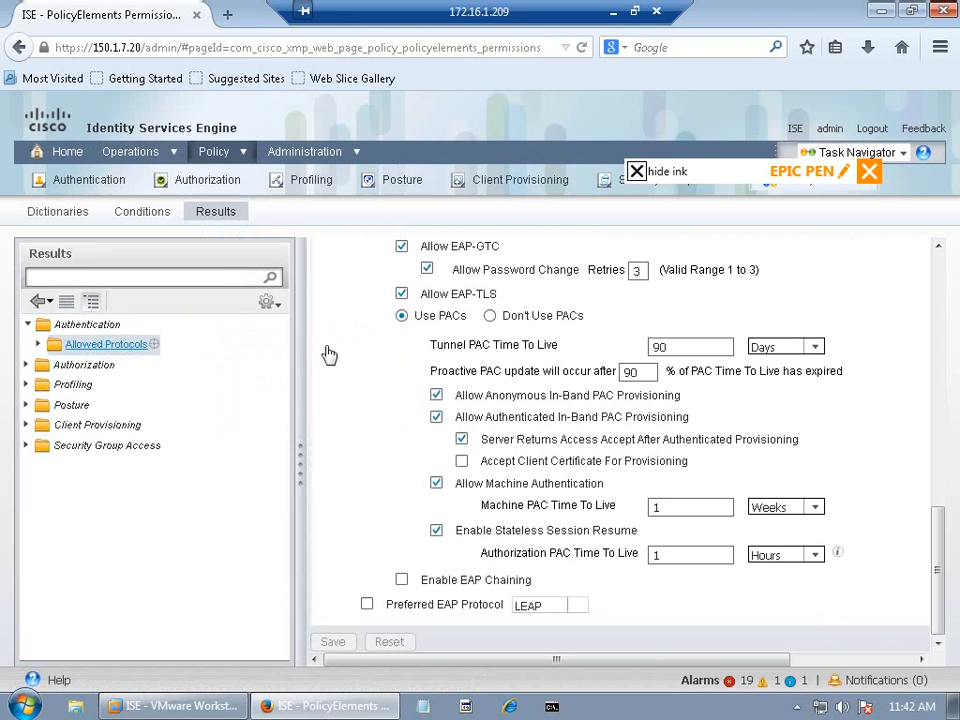 ISE - PolicyElements Permissio...
172.16.1.209
https://150.1.7.20/admin/#pageId=com_cisco_xmp_web_page_policy_policyelements_permissions
Google
Most Visited
Getting Started
Suggested Sites
Web Slice Gallery
CISCO
Identity Services Engine
ISE
admin
Logout
Feedback
Home
Operations
Policy
Administration
Task Navigator
hide ink
EPIC PEN
Authentication
Authorization
Profiling
Posture
Client Provisioning
Dictionaries
Conditions
Results
Results
Authentication
Allowed Protocols
Authorization
Profiling
Posture
Client Provisioning
Security Group Access
Allow EAP-GTC
Allow Password Change Retries 3 (Valid Range 1 to 3)
Allow EAP-TLS
Use PACs
Don't Use PACs
Tunnel PAC Time To Live 90 Days
Proactive PAC update will occur after 90 % of PAC Time To Live has expired
Allow Anonymous In-Band PAC Provisioning
Allow Authenticated In-Band PAC Provisioning
Server Returns Access Accept After Authenticated Provisioning
Accept Client Certificate For Provisioning
Allow Machine Authentication
Machine PAC Time To Live 1 Weeks
Enable Stateless Session Resume
Authorization PAC Time To Live 1 Hours
Enable EAP Chaining
Preferred EAP Protocol LEAP
Save
Reset
Help
Alarms 19 1 1
Notifications (0)
ISE - VMware Workst...
ISE - PolicyElements ...
11:42 AM